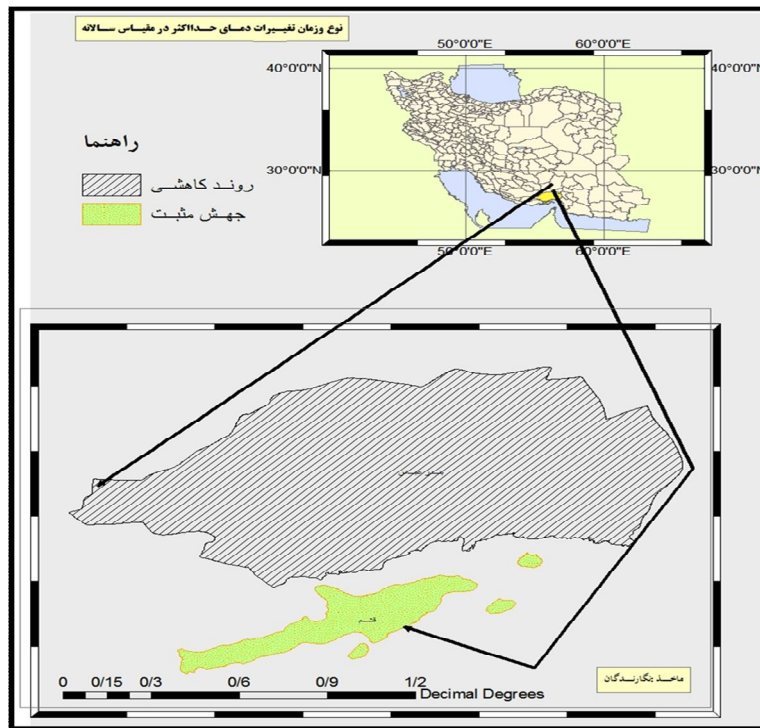 نوع وزمان تغییرات دمای حداکثر در مقیاس سالانه
50°0'0"E 60°0'0"E
40°0'0"N 40°0'0"N
30°0'0"N 30°0'0"N
50°0'0"E 60°0'0"E
راهنما
روند کاهشی
جهش مثبت
قشم
0 0/15 0/3 0/6 0/9 1/2
Decimal Degrees
ماخذ :نگارندگان